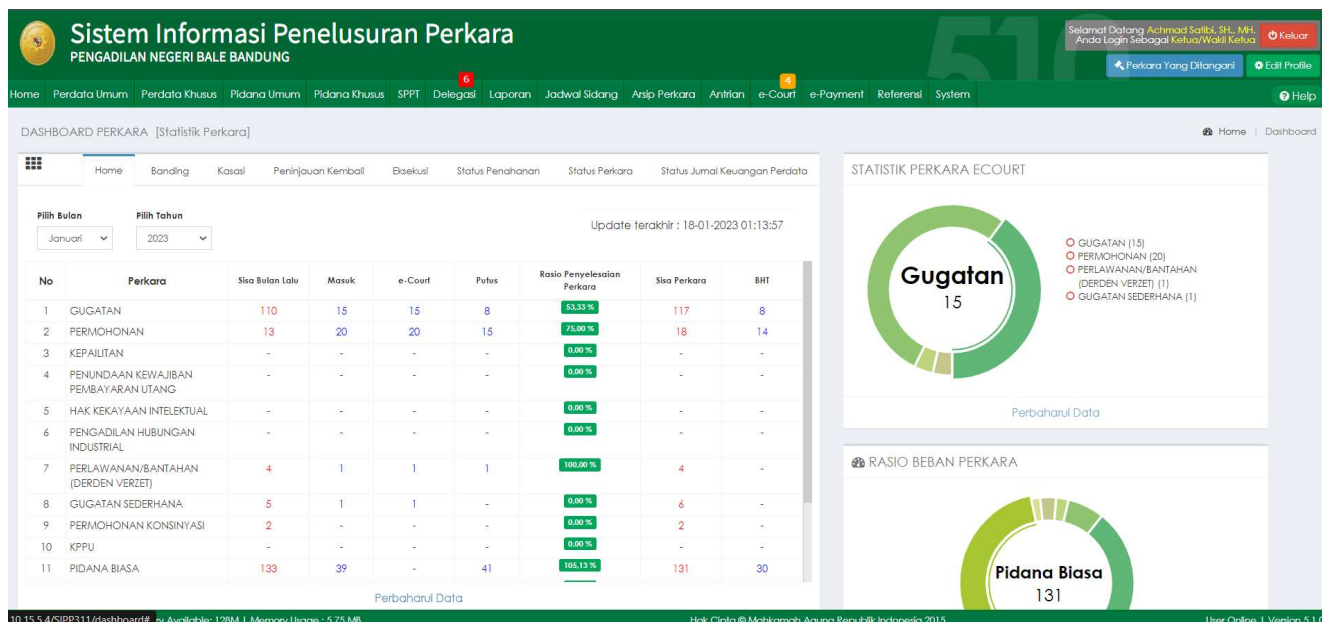 Sistem Informasi Penelusuran Perkara
PENGADILAN NEGERI BALE BANDUNG
510
Selamat Datang Achmad Satibi, SH., MH.
Anda Login Sebagai Ketua/Wakil Ketua
Keluar
Perkara Yang Ditangani
Edit Profile
6
4
Home Perdata Umum Perdata Khusus Pidana Umum Pidana Khusus SPPT Delegasi Laporan Jadwal Sidang Arsip Perkara Antrian e-Court e-Payment Referensi System
Help
DASHBOARD PERKARA [Statistik Perkara]
Home | Dashboard
Home Banding Kasasi Peninjauan Kembali Eksekusi Status Penahanan Status Perkara Status Jurnal Keuangan Perdata
Pilih Bulan Pilih Tahun
Januari 2023
Update terakhir : 18-01-2023 01:13:57
No Perkara Sisa Bulan Lalu Masuk e-Court Putus Rasio Penyelesaian Perkara Sisa Perkara BHT
1 GUGATAN 110 15 15 8 53,33 % 117 8
2 PERMOHONAN 13 20 20 15 75,00 % 18 14
3 KEPAILITAN - - - - 0,00 % - -
4 PENUNDAAN KEWAJIBAN PEMBAYARAN UTANG - - - - 0,00 % - -
5 HAK KEKAYAAN INTELEKTUAL - - - - 0,00 % - -
6 PENGADILAN HUBUNGAN INDUSTRIAL - - - - 0,00 % - -
7 PERLAWANAN/BANTAHAN (DERDEN VERZET) 4 1 1 1 100,00 % 4 -
8 GUGATAN SEDERHANA 5 1 1 - 0,00 % 6 -
9 PERMOHONAN KONSINYASI 2 - - - 0,00 % 2 -
10 KPPU - - - - 0,00 % - -
11 PIDANA BIASA 133 39 - 41 105,13 % 131 30
Perbaharui Data
STATISTIK PERKARA ECOURT
Gugatan
15
GUGATAN (15)
PERMOHONAN (20)
PERLAWANAN/BANTAHAN
(DERDEN VERZET) (1)
GUGATAN SEDERHANA (1)
Perbaharui Data
RASIO BEBAN PERKARA
Pidana Biasa
131
10.15.5.4/SIPP311/dashboard# Available: 128M | Memory Usage : 5.75 MB
Hak Cipta © Mahkamah Agung Republik Indonesia 2015
User Online | Version 5.1.0